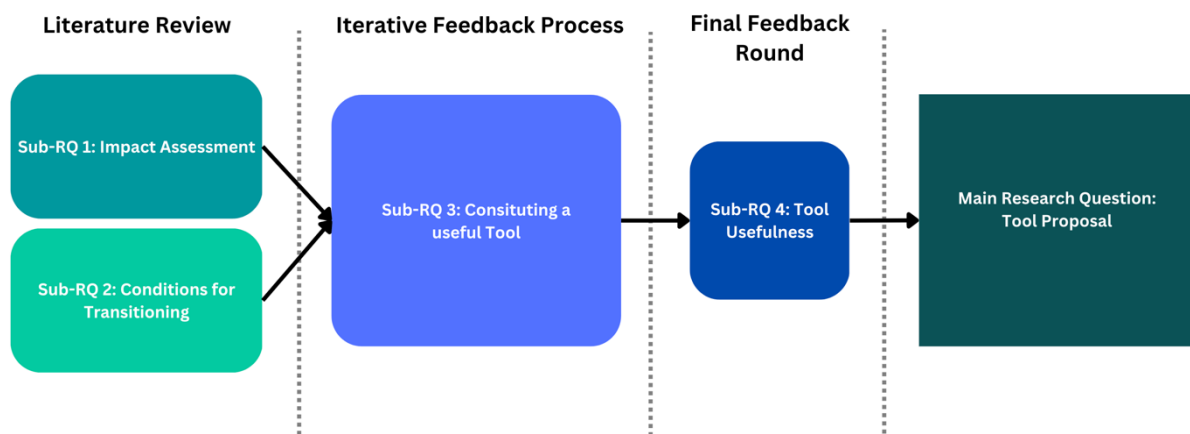 Literature Review
Iterative Feedback Process
Final Feedback
Round
Sub-RQ 1: Impact Assessment
Sub-RQ 2: Conditions for
Transitioning
Sub-RQ 3: Consituting a
useful Tool
Sub-RQ 4: Tool
Usefulness
Main Research Question:
Tool Proposal